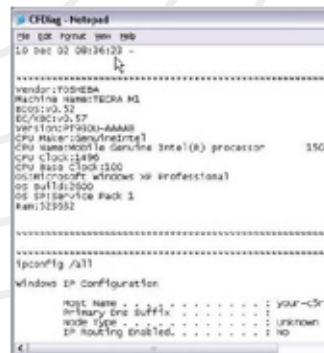 CFDiag - Notepad
File Edit Format View Help
10 Dec 02 08:36:23 -
****************************************
Vendor:TOSHIBA
Machine Name:TECRA M1
BIOS:V0.52
EC/KBC:V0.57
Version:PT930U-AAAAB
CPU Maker:GenuineIntel
CPU Name:Mobile Genuine Intel(R) processor 150
CPU Clock:1496
CPU Base Clock:100
OS:Microsoft Windows XP Professional
OS Build:2600
OS SP:Service Pack 1
Ram:523032
****************************************
****************************************
ipconfig /all
Windows IP Configuration
Host Name . . . . . . . . . . . . : your-c5r
Primary Dns Suffix . . . . . . . :
Node Type . . . . . . . . . . . . : Unknown
IP Routing Enabled. . . . . . . . : No